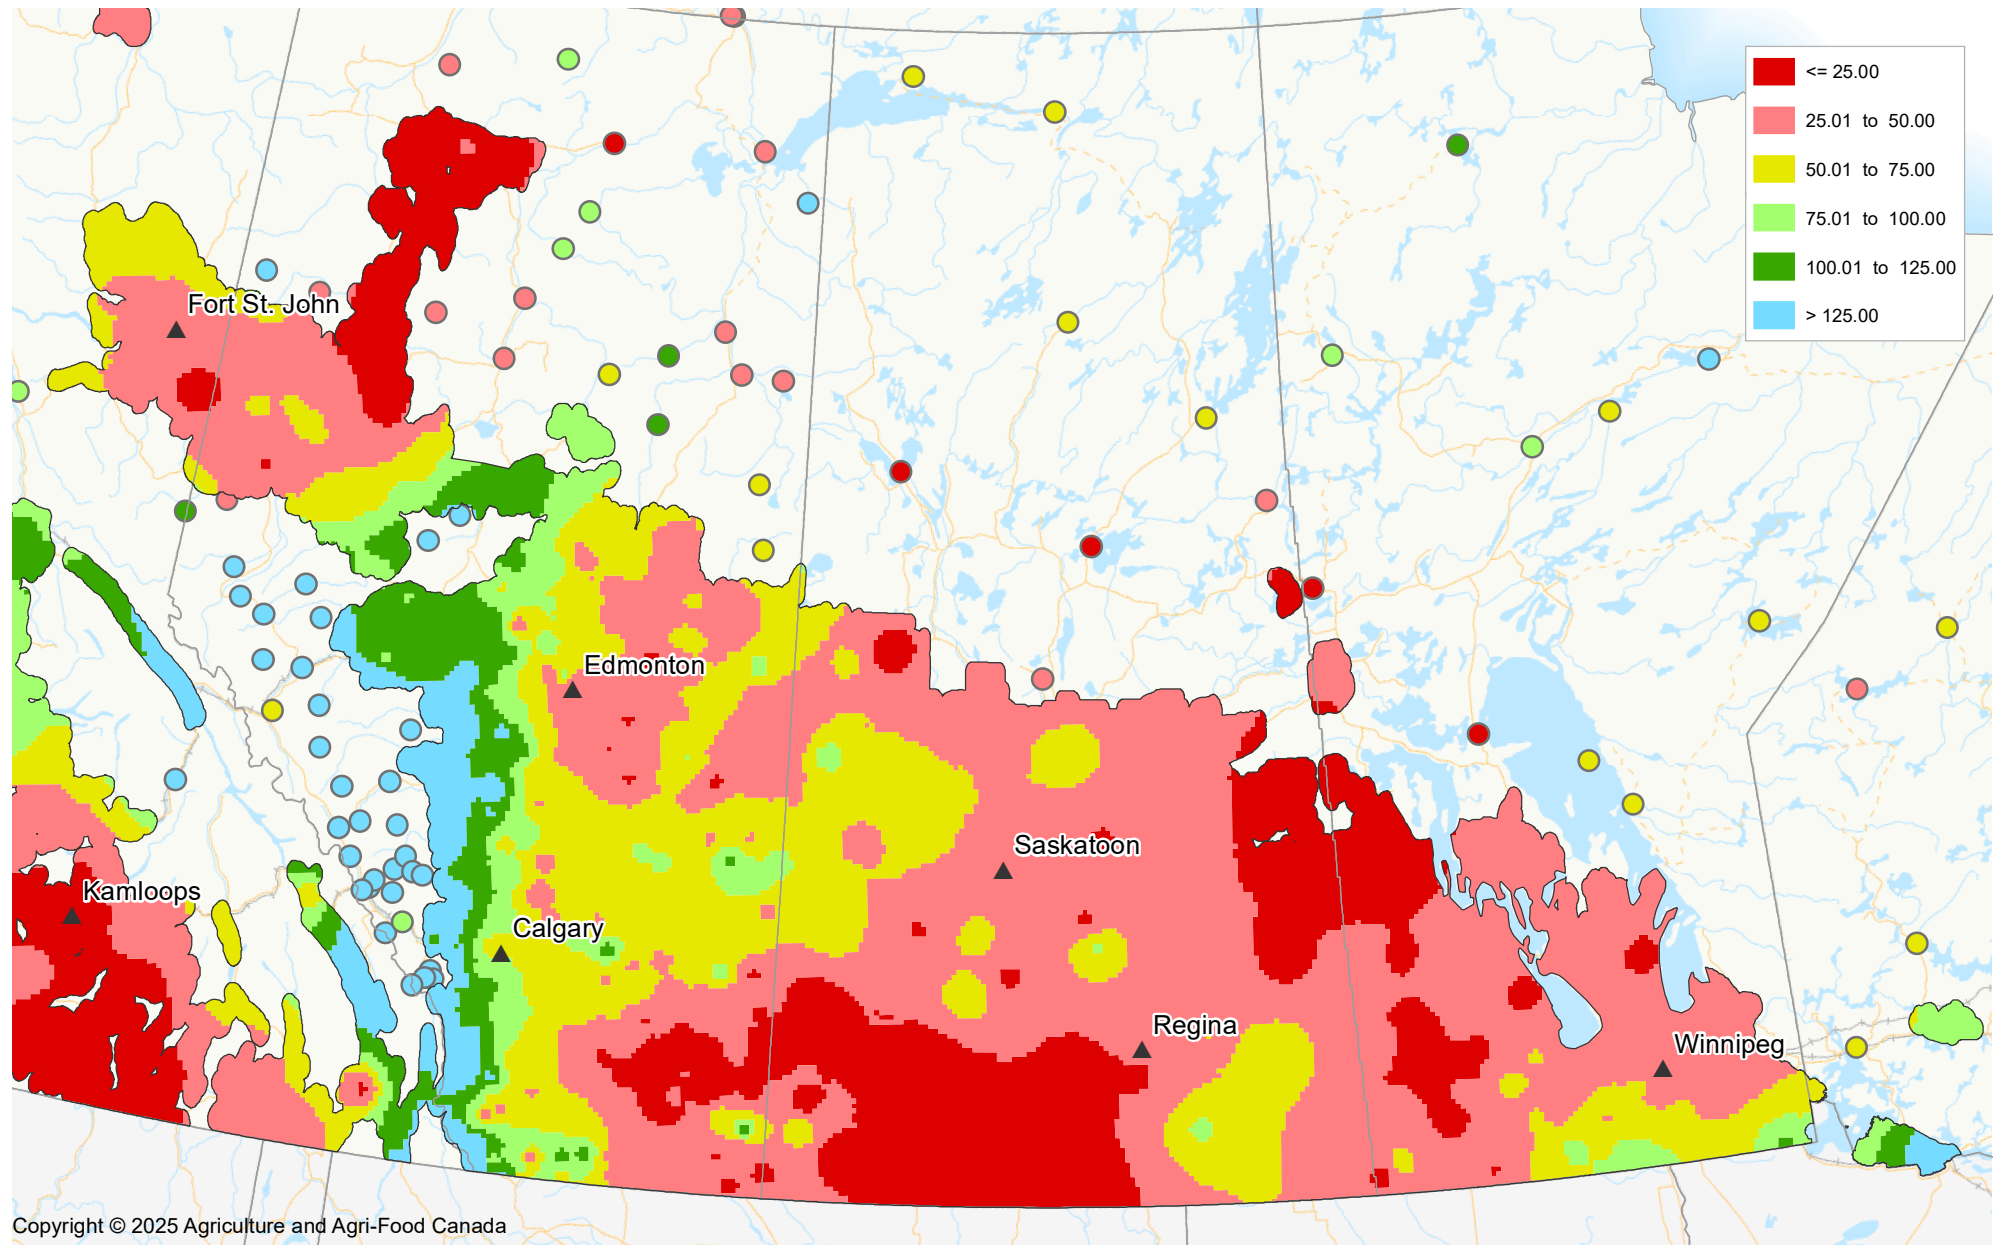 <= 25.00
25.01 to 50.00
50.01 to 75.00
75.01 to 100.00
100.01 to 125.00
> 125.00
Fort St. John
Edmonton
Saskatoon
Kamloops
Calgary
Regina
Winnipeg
Copyright © 2025 Agriculture and Agri-Food Canada